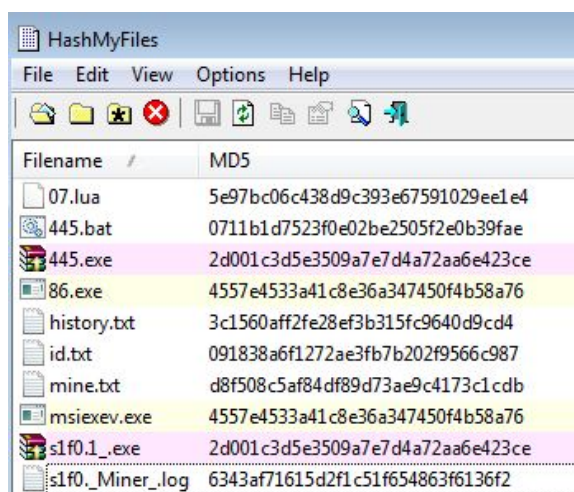 HashMyFiles
File Edit View Options Help
Filename / MD5
07.lua 5e97bc06c438d9c393e67591029ee1e4
445.bat 0711b1d7523f0e02be2505f2e0b39fae
445.exe 2d001c3d5e3509a7e7d4a72aa6e423ce
86.exe 4557e4533a41c8e36a347450f4b58a76
history.txt 3c1560aff2fe28ef3b315fc9640d9cd4
id.txt 091838a6f1272ae3fb7b202f9566c987
mine.txt d8f508c5af84df89d73ae9c4173c1cdb
msiexev.exe 4557e4533a41c8e36a347450f4b58a76
s1f0.1_.exe 2d001c3d5e3509a7e7d4a72aa6e423ce
s1f0._Miner_.log 6343af71615d2f1c51f654863f6136f2